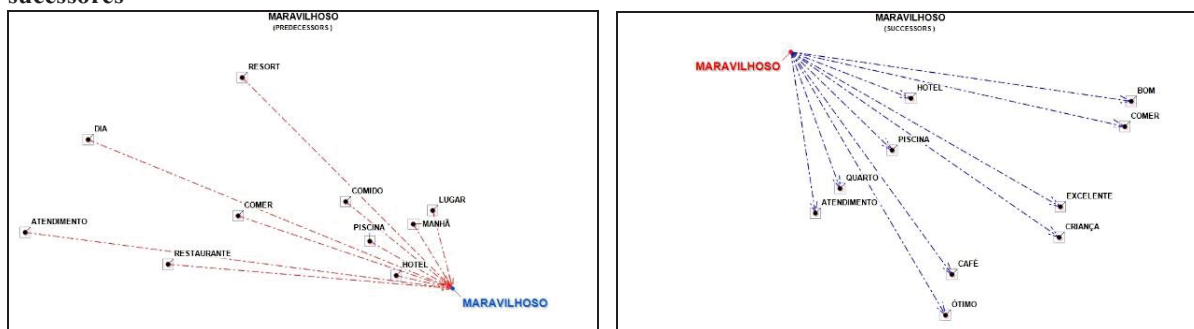 sucessores
MARAVILHOSO
(PREDECESSORS )
RESORT
DIA
COMIDO
LUGAR
COMER
ATENDIMENTO
PISCINA
MANHÃ
RESTAURANTE
HOTEL
MARAVILHOSO
MARAVILHOSO
(SUCCESSORS )
MARAVILHOSO
HOTEL
BOM
COMER
PISCINA
QUARTO
EXCELENTE
ATENDIMENTO
CRIANÇA
CAFÉ
ÓTIMO